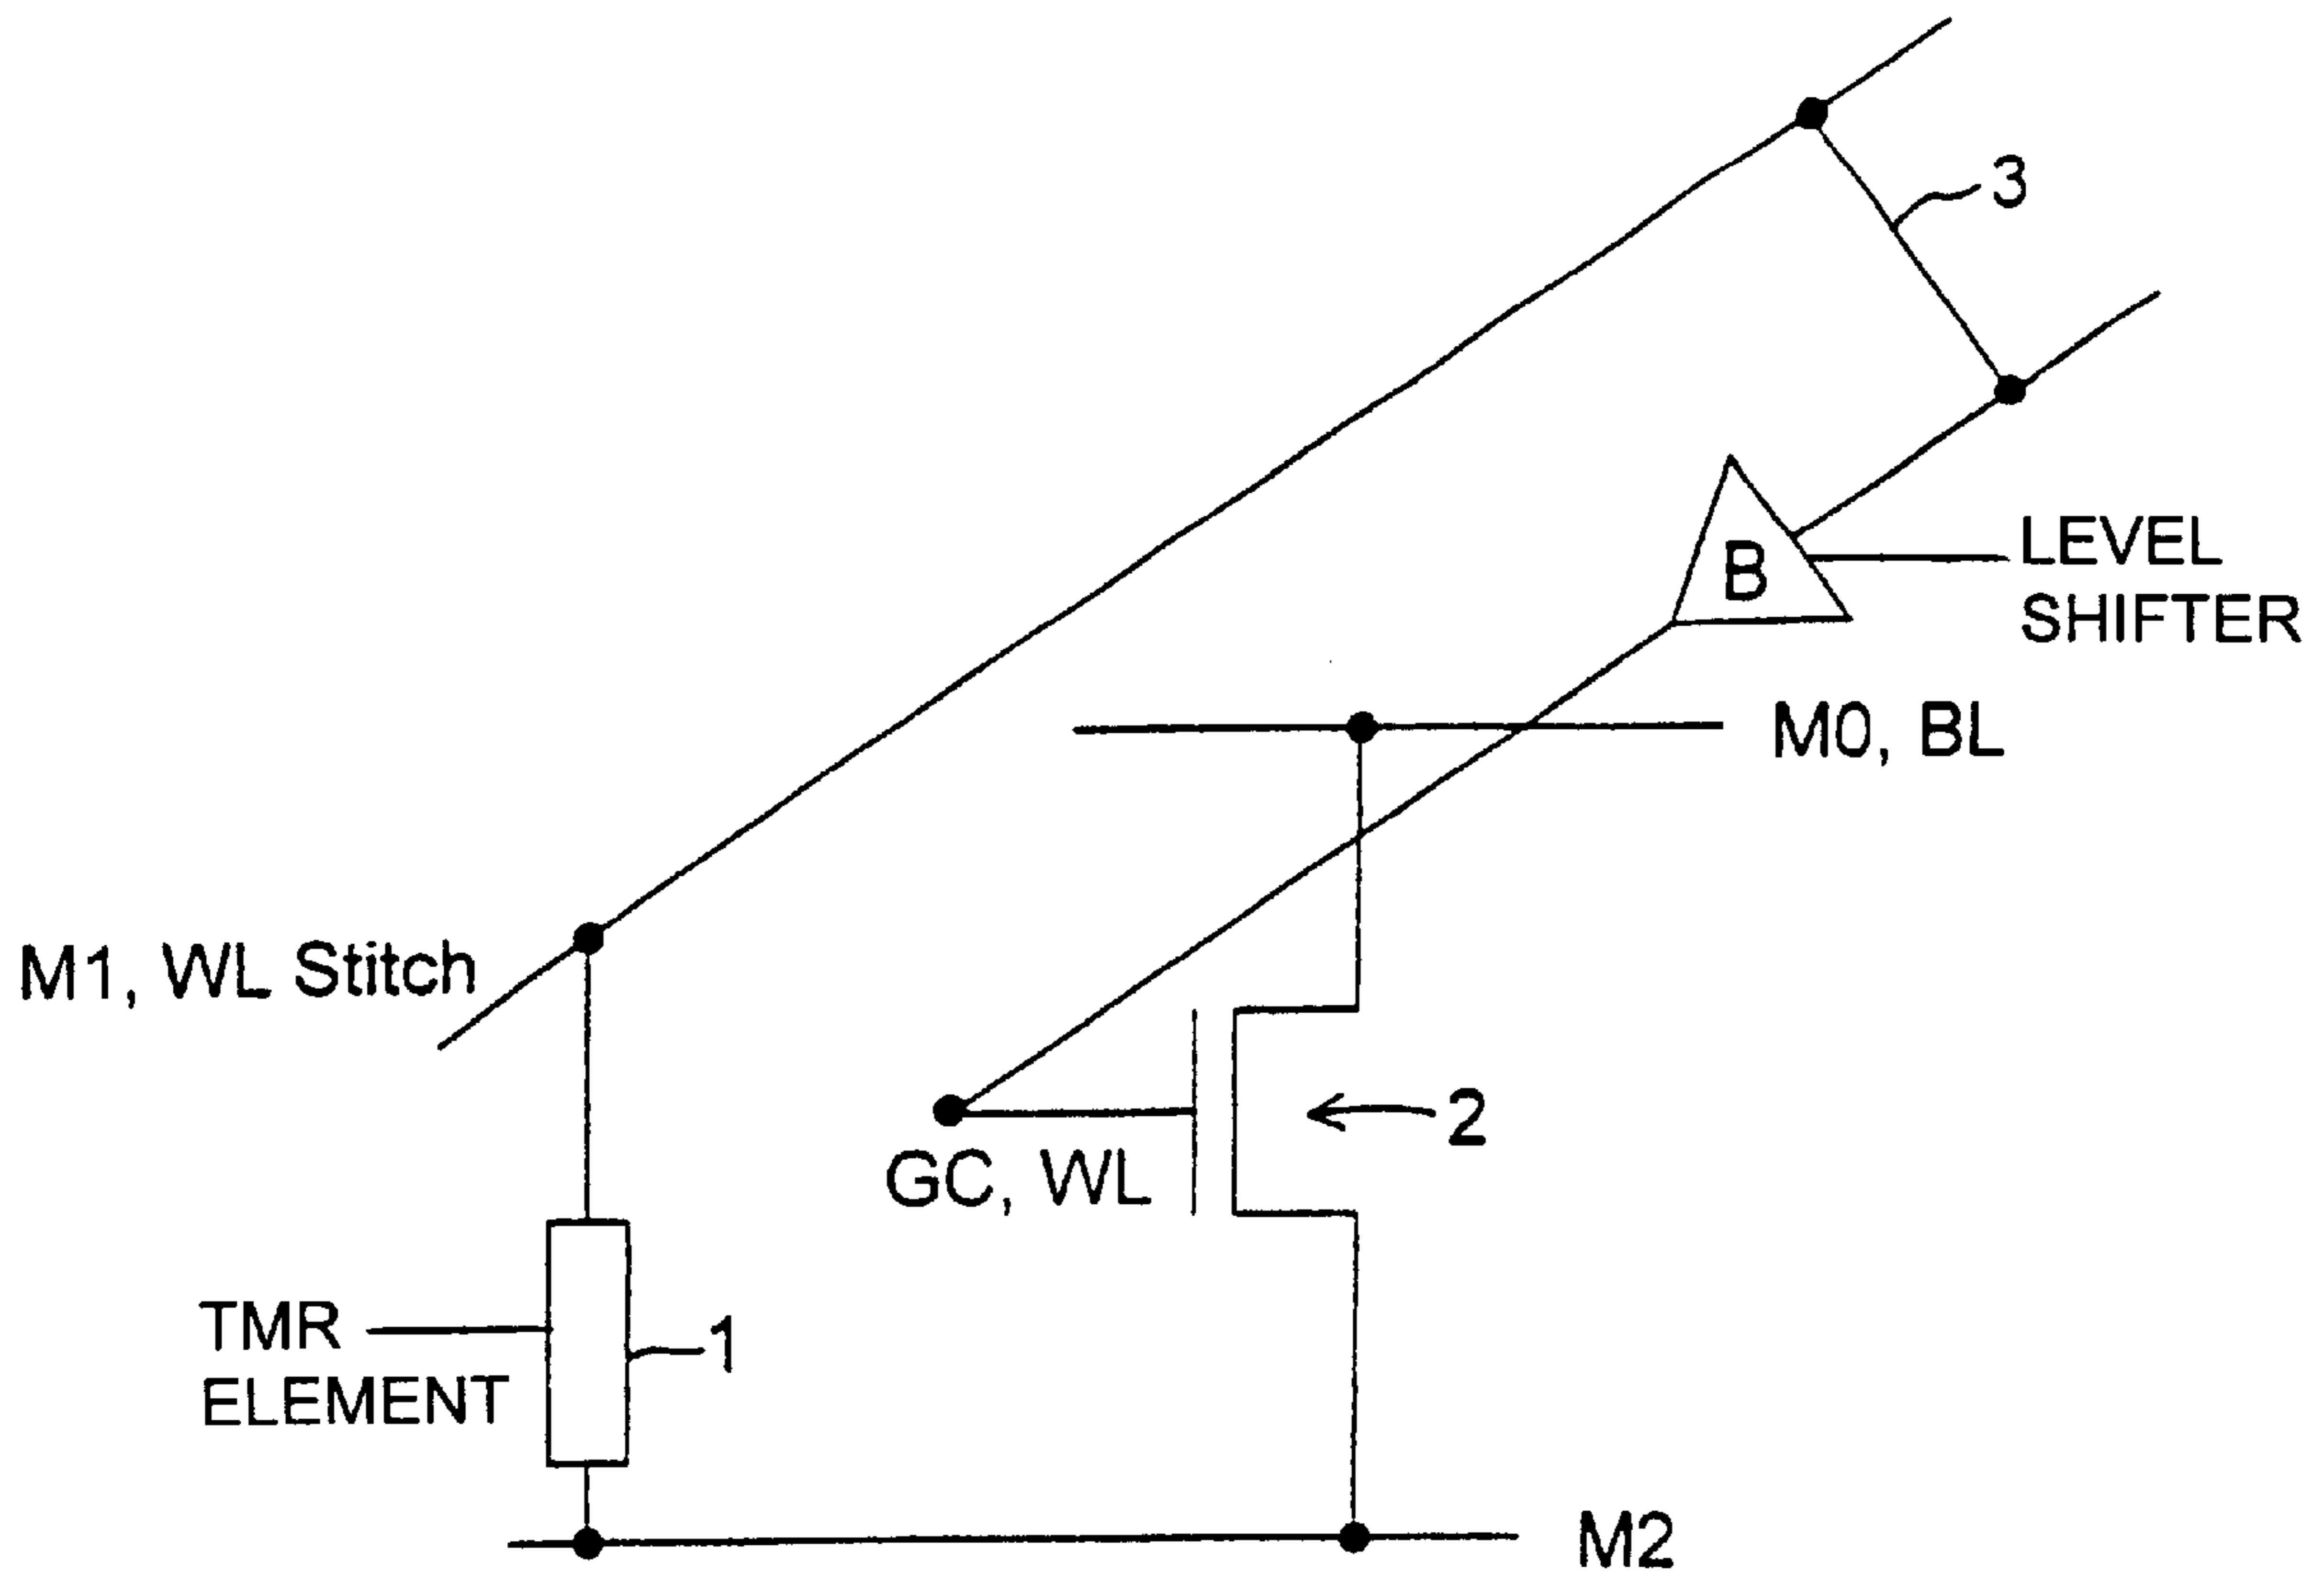 3
B
LEVEL
SHIFTER
M0, BL
M1, WL Stitch
2
GC, WL
TMR
ELEMENT
1
M2